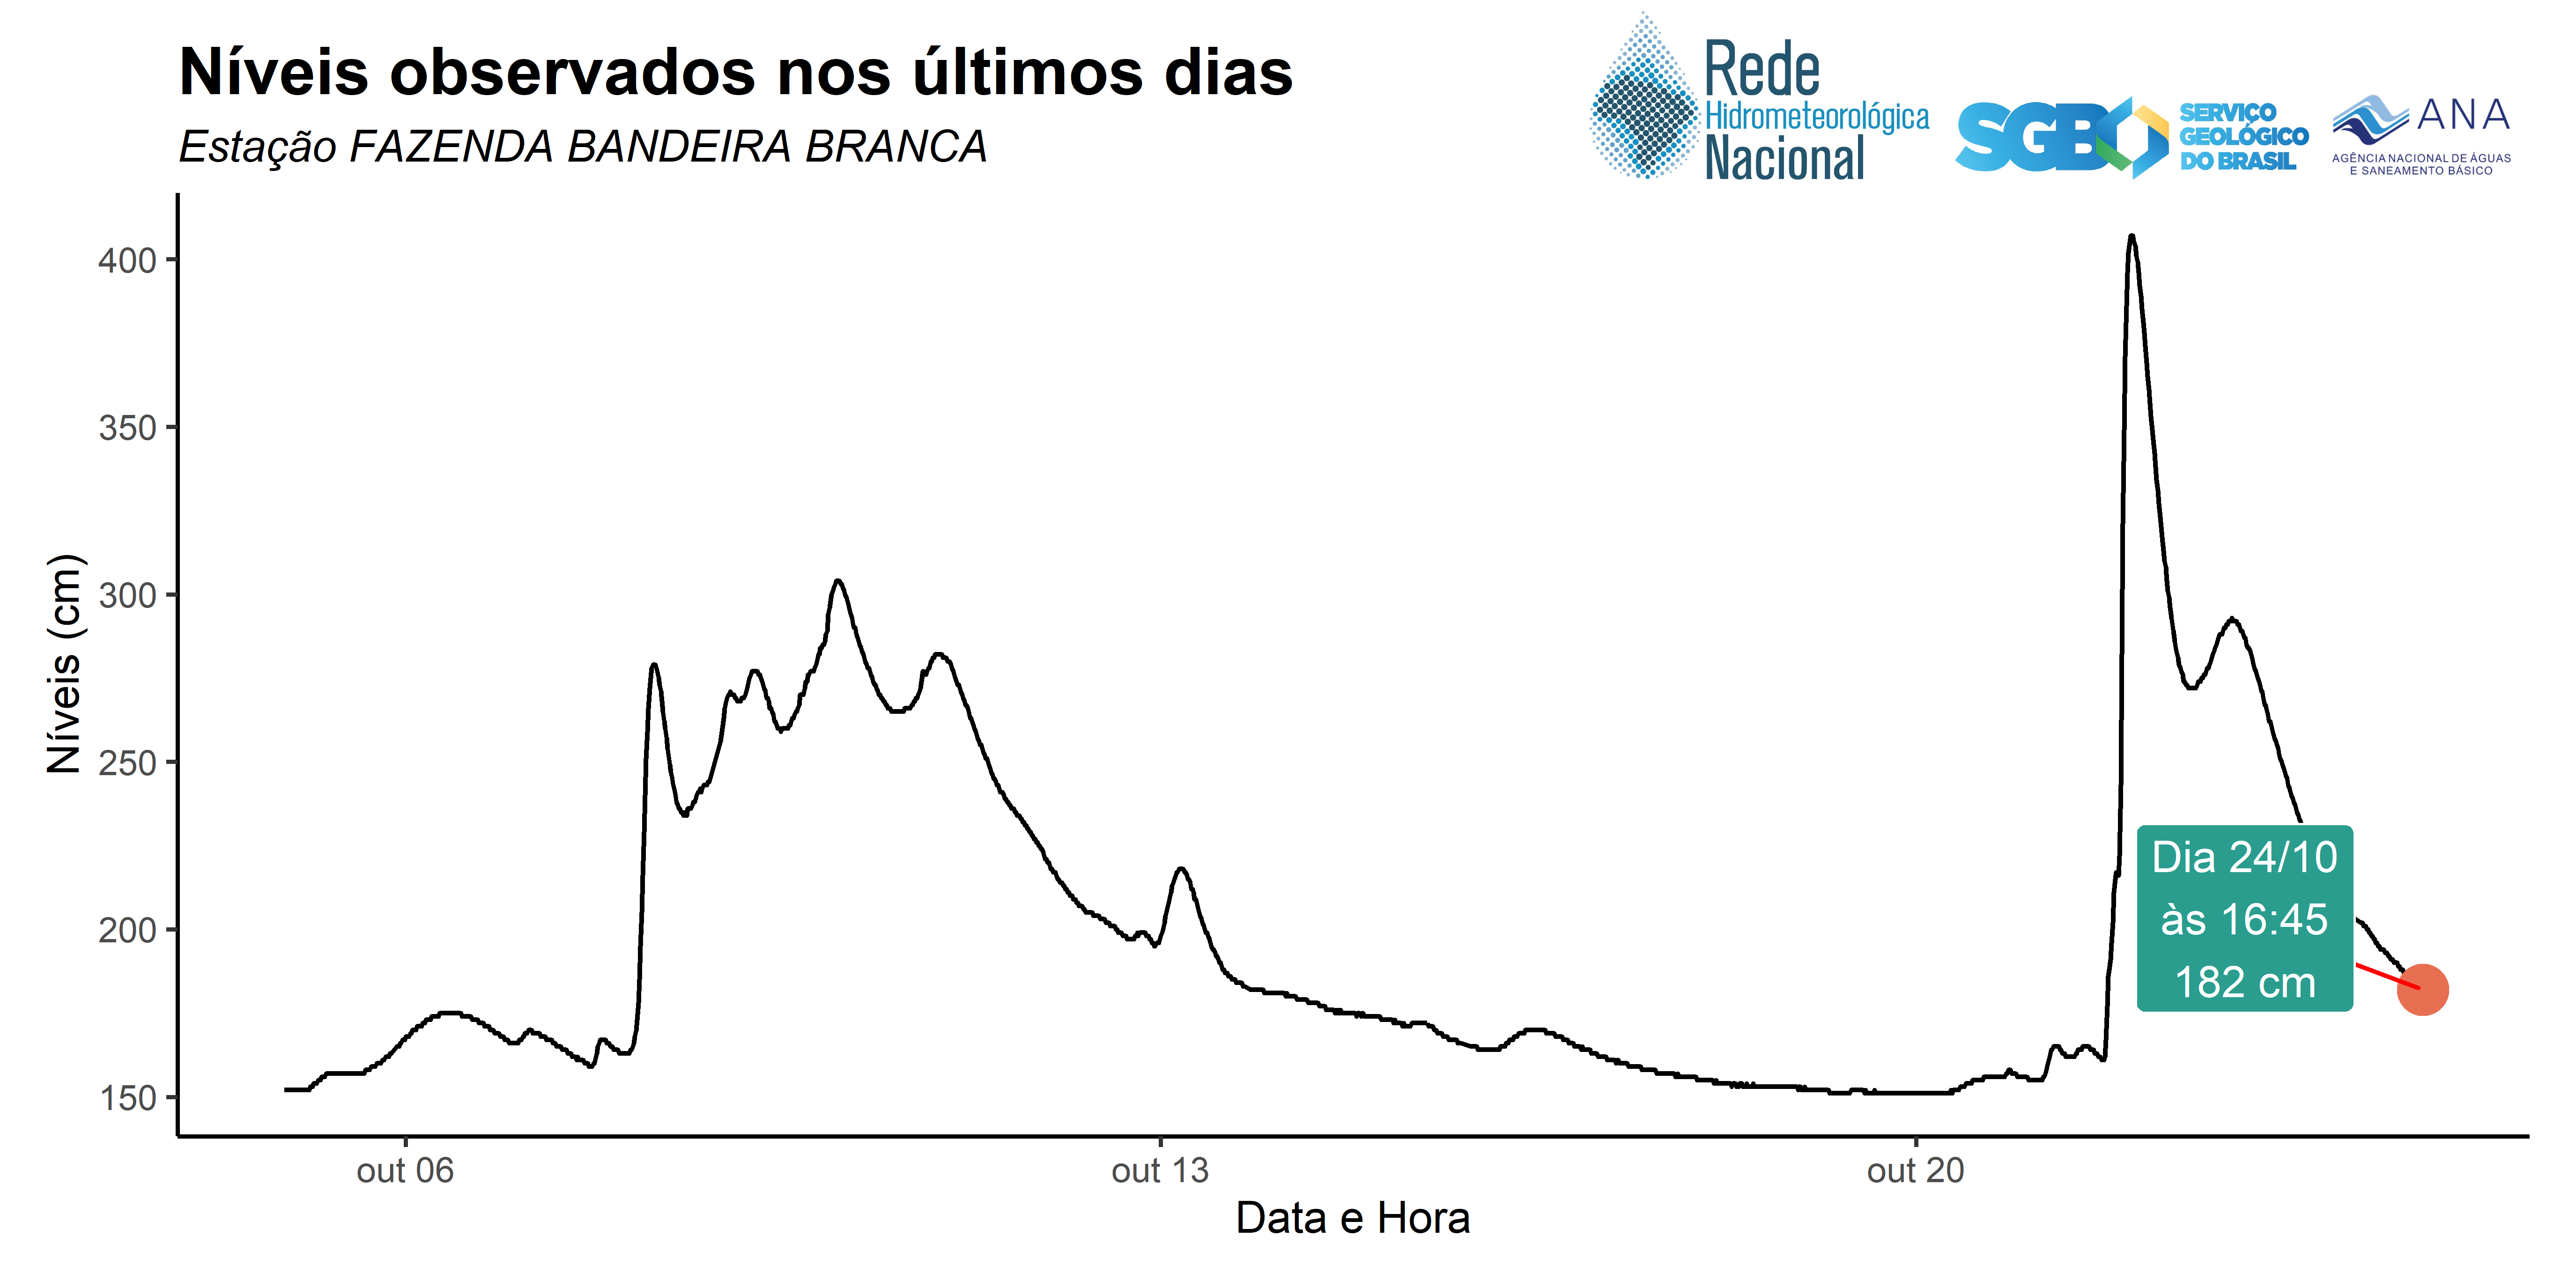 Níveis observados nos últimos dias
Estação FAZENDA BANDEIRA BRANCA
Rede
Hidrometeorológica
Nacional
SGB
SERVIÇO
GEOLÓGICO
DO BRASIL
ANA
AGÊNCIA NACIONAL DE ÁGUAS
E SANEAMENTO BÁSICO
Níveis (cm)
400
350
300
250
200
150
Dia 24/10
às 16:45
182 cm
out 06
out 13
out 20
Data e Hora